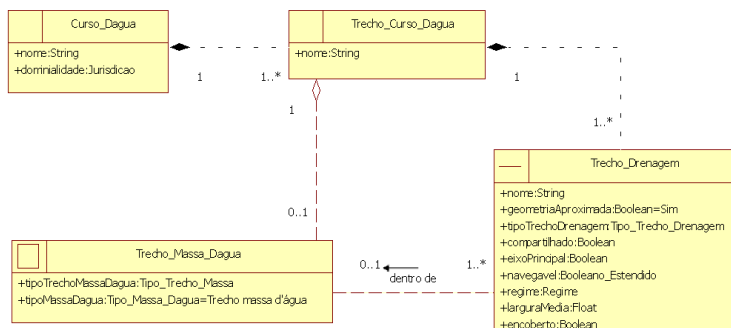 Curso_Dagua
+nome:String
+dominialidade:Jurisdicao
1
1..*
Trecho_Curso_Dagua
+nome:String
1
1..*
1
0..1
Trecho_Drenagem
+nome:String
+geometriaAproximada:Boolean=Sim
+tipoTrechoDrenagem:Tipo_Trecho_Drenagem
+compartilhado:Boolean
+eixoPrincipal:Boolean
+navegavel:Booleano_Estendido
+regime:Regime
+larguraMedia:Float
+encoberto:Boolean
Trecho_Massa_Dagua
+tipoTrechoMassaDagua:Tipo_Trecho_Massa
+tipoMassaDagua:Tipo_Massa_Dagua=Trecho massa d'água
0..1
dentro de
1..*